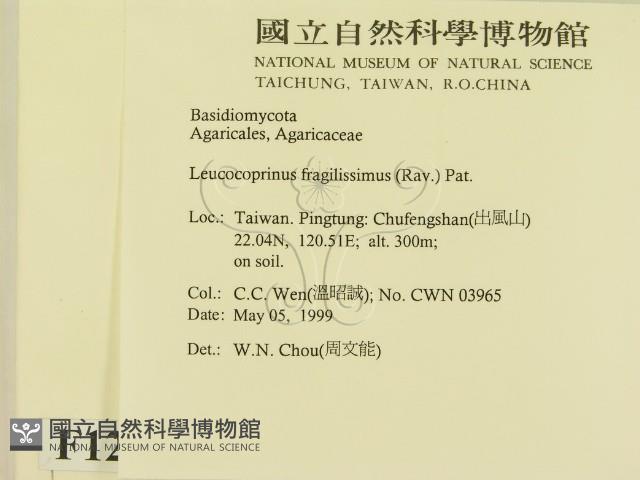 國立自然科學博物館
NATIONAL MUSEUM OF NATURAL SCIENCE
TAICHUNG, TAIWAN, R.O.CHINA
Basidiomycota
Agaricales, Agaricaceae
Leucocoprinus fragilissimus (Rav.) Pat.
Loc.: Taiwan. Pingtung: Chufengshan(出風山)
22.04N, 120.51E; alt. 300m;
on soil.
Col.: C.C. Wen(溫昭誠); No. CWN 03965
Date: May 05, 1999
Det.: W.N. Chou(周文能)
國立自然科學博物館
NATIONAL MUSEUM OF NATURAL SCIENCE